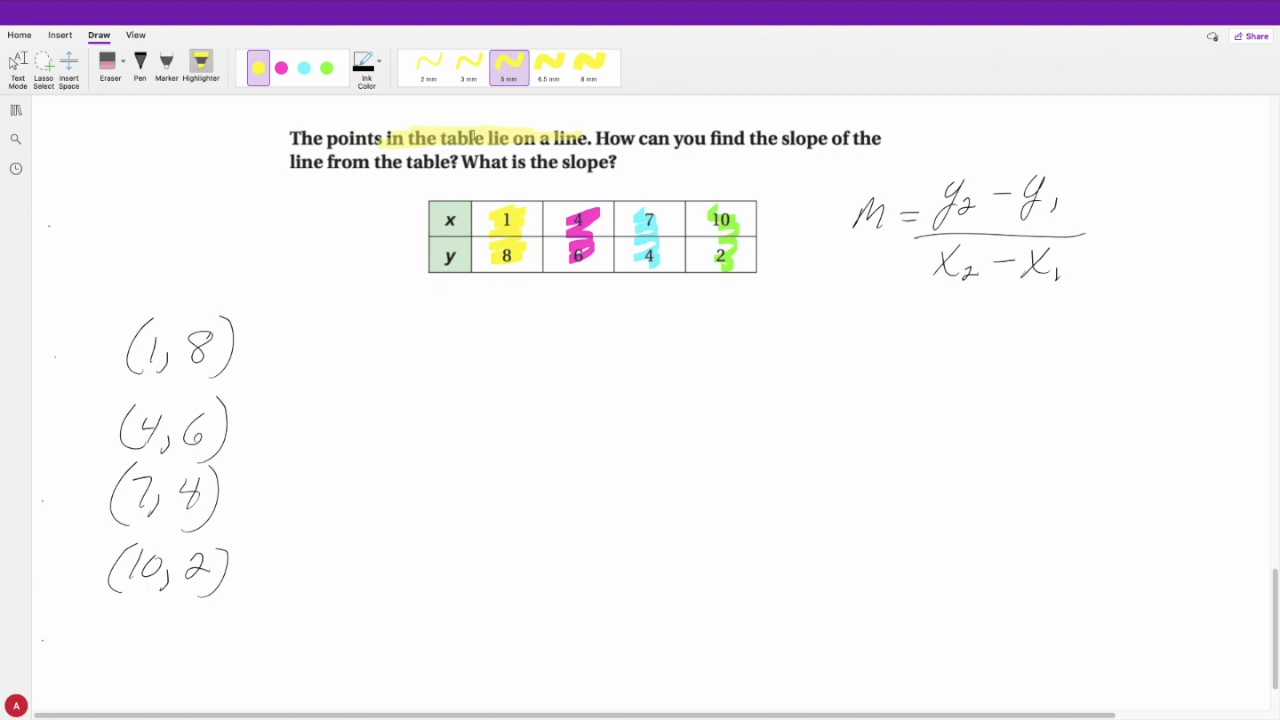 Home Insert Draw View
Share
Text Mode
Lasso Select
Insert Space
Eraser
Pen
Marker
Highlighter
Ink Color
2 mm
3 mm
5 mm
6.5 mm
8 mm
The points in the table lie on a line. How can you find the slope of the
line from the table? What is the slope?
x 1 4 7 10
y 8 6 4 2
m = y₂ - y₁
x₂ - x₁
(1, 8)
(4, 6)
(7, 4)
(10, 2)
A